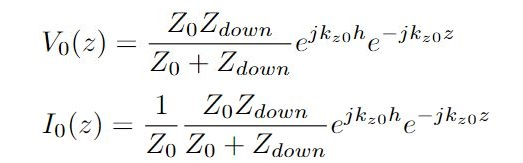 V_0(z) = \frac{Z_0 Z_{down}}{Z_0 + Z_{down}} e^{jk_{z0}h} e^{-jk_{z0}z}
I_0(z) = \frac{1}{Z_0} \frac{Z_0 Z_{down}}{Z_0 + Z_{down}} e^{jk_{z0}h} e^{-jk_{z0}z}